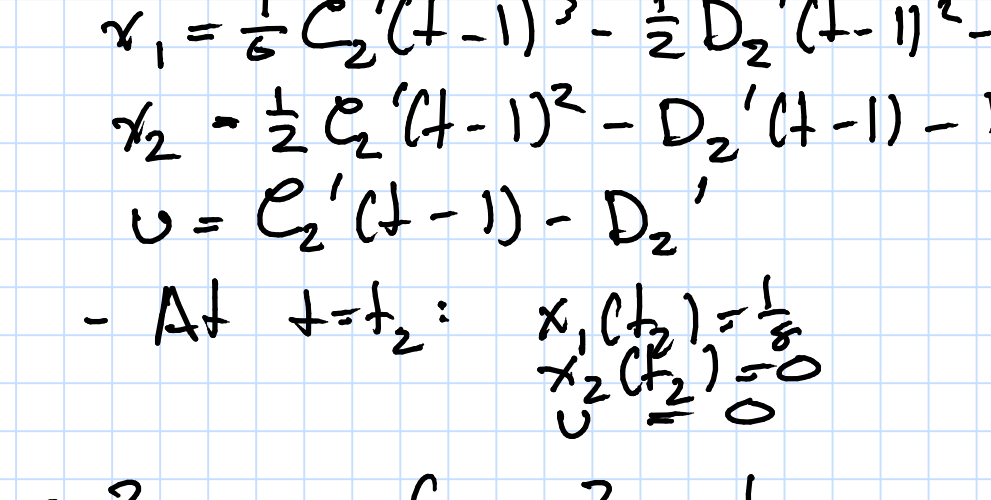 x₁ = 1/6 C₂'(t-1)³ - 1/2 D₂'(t-1)² -
x₂ = 1/2 C₂'(t-1)² - D₂'(t-1) -
u = C₂'(t-1) - D₂'
- At t=t₂: x₁(t₂)=1/8
x₂(t₂)=0
u = 0